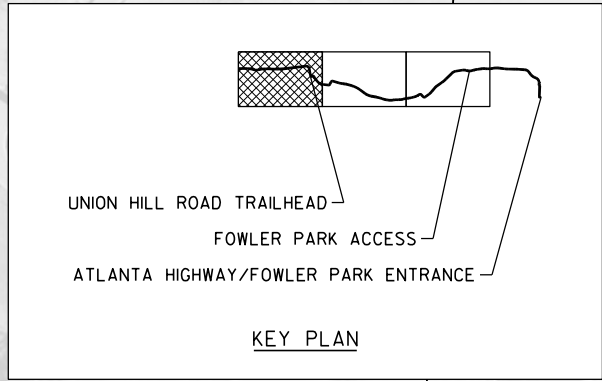 UNION HILL ROAD TRAILHEAD
FOWLER PARK ACCESS
ATLANTA HIGHWAY/FOWLER PARK ENTRANCE
KEY PLAN